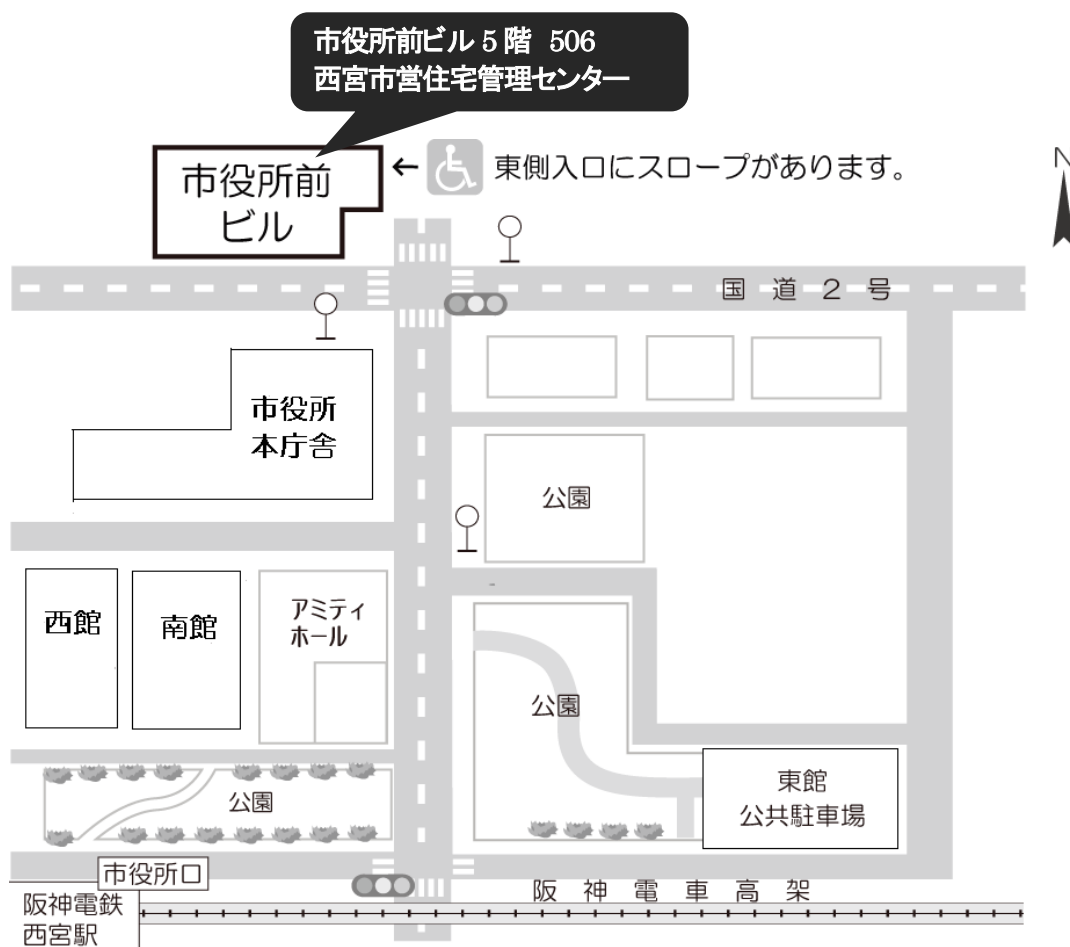 市役所前ビル 5 階 506
西宮市営住宅管理センター
市役所前
ビル
← 東側入口にスロープがあります。
N
国道2号
市役所
本庁舎
公園
西館
南館
アミティ
ホール
公園
公園
東館
公共駐車場
市役所口
阪神電車高架
阪神電鉄
西宮駅